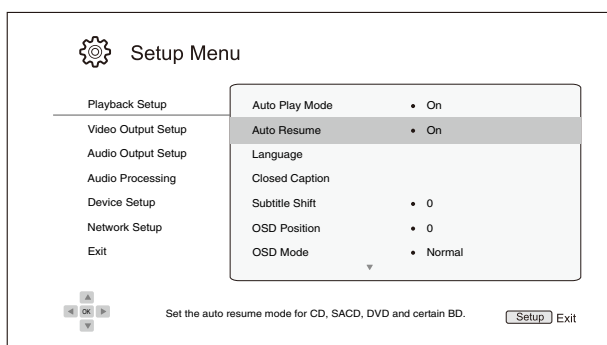 Setup Menu
Playback Setup
Video Output Setup
Audio Output Setup
Audio Processing
Device Setup
Network Setup
Exit
Auto Play Mode • On
Auto Resume • On
Language
Closed Caption
Subtitle Shift • 0
OSD Position • 0
OSD Mode • Normal
OK
Set the auto resume mode for CD, SACD, DVD and certain BD.
Setup Exit